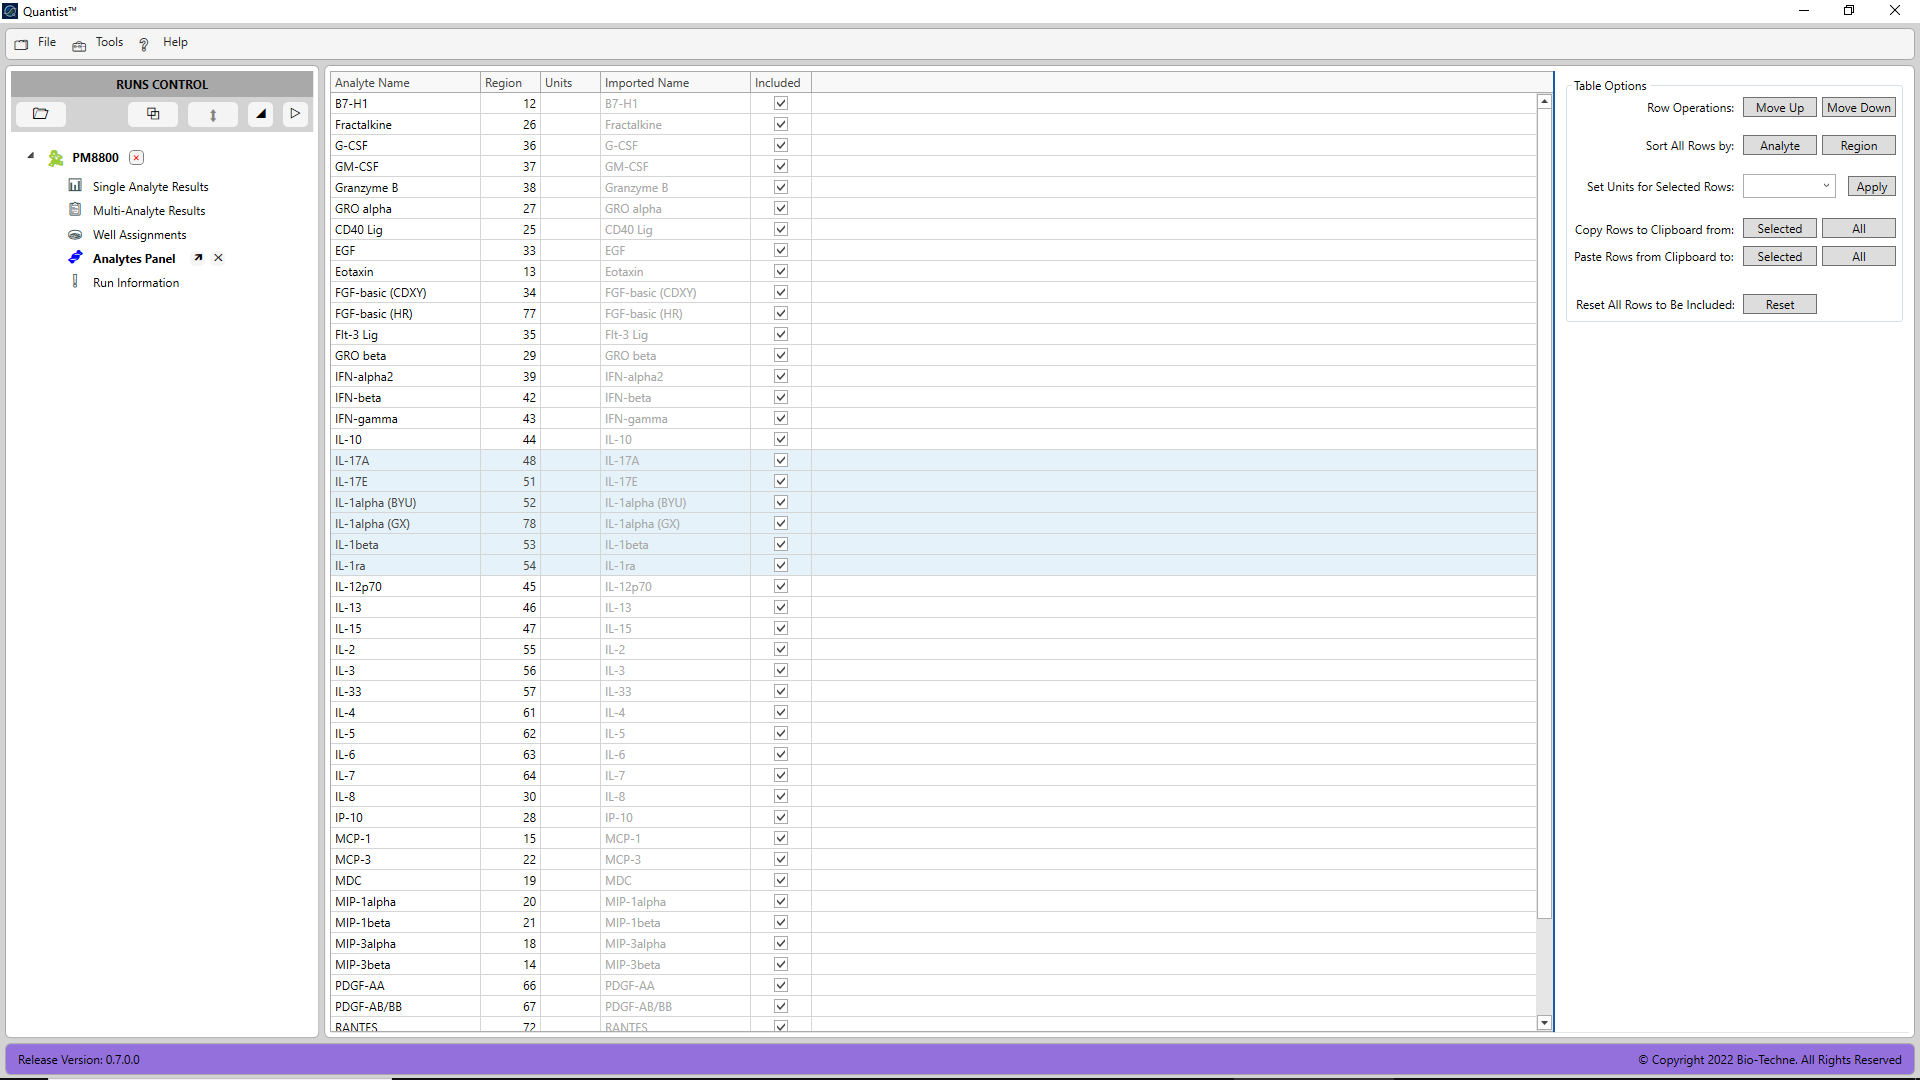 Quantist™
File Tools Help
RUNS CONTROL
PM8800
Single Analyte Results
Multi-Analyte Results
Well Assignments
Analytes Panel
Run Information
Analyte Name Region Units Imported Name Included
B7-H1 12 B7-H1
Fractalkine 26 Fractalkine
G-CSF 36 G-CSF
GM-CSF 37 GM-CSF
Granzyme B 38 Granzyme B
GRO alpha 27 GRO alpha
CD40 Lig 25 CD40 Lig
EGF 33 EGF
Eotaxin 13 Eotaxin
FGF-basic (CDXY) 34 FGF-basic (CDXY)
FGF-basic (HR) 77 FGF-basic (HR)
Flt-3 Lig 35 Flt-3 Lig
GRO beta 29 GRO beta
IFN-alpha2 39 IFN-alpha2
IFN-beta 42 IFN-beta
IFN-gamma 43 IFN-gamma
IL-10 44 IL-10
IL-17A 48 IL-17A
IL-17E 51 IL-17E
IL-1alpha (BYU) 52 IL-1alpha (BYU)
IL-1alpha (GX) 78 IL-1alpha (GX)
IL-1beta 53 IL-1beta
IL-1ra 54 IL-1ra
IL-12p70 45 IL-12p70
IL-13 46 IL-13
IL-15 47 IL-15
IL-2 55 IL-2
IL-3 56 IL-3
IL-33 57 IL-33
IL-4 61 IL-4
IL-5 62 IL-5
IL-6 63 IL-6
IL-7 64 IL-7
IL-8 30 IL-8
IP-10 28 IP-10
MCP-1 15 MCP-1
MCP-3 22 MCP-3
MDC 19 MDC
MIP-1alpha 20 MIP-1alpha
MIP-1beta 21 MIP-1beta
MIP-3alpha 18 MIP-3alpha
MIP-3beta 14 MIP-3beta
PDGF-AA 66 PDGF-AA
PDGF-AB/BB 67 PDGF-AB/BB
RANTES 72 RANTES
Table Options
Row Operations: Move Up Move Down
Sort All Rows by: Analyte Region
Set Units for Selected Rows: Apply
Copy Rows to Clipboard from: Selected All
Paste Rows from Clipboard to: Selected All
Reset All Rows to Be Included: Reset
Release Version: 0.7.0.0
© Copyright 2022 Bio-Techne. All Rights Reserved